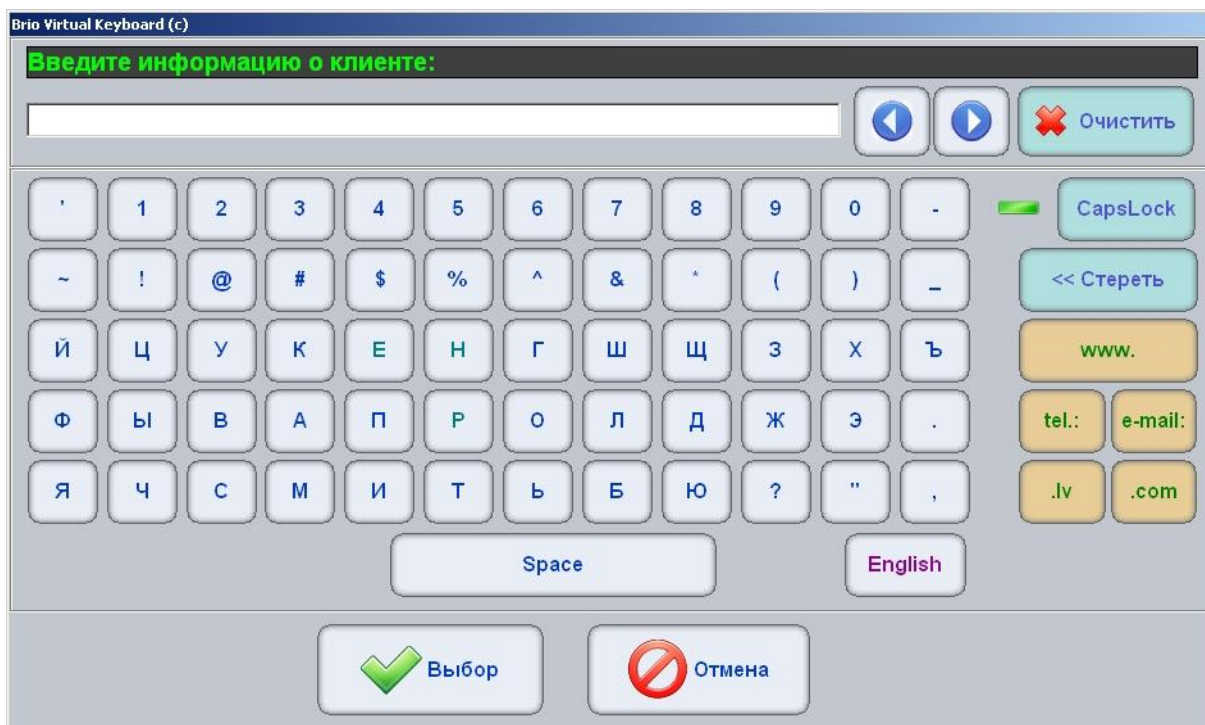 Brio Virtual Keyboard (c)
Введите информацию о клиенте:
Очистить
' 1 2 3 4 5 6 7 8 9 0 - CapsLock
~ ! @ # $ % ^ & * ( ) _ << Стереть
Й Ц У К Е Н Г Ш Щ З Х Ъ www.
Ф Ы В А П Р О Л Д Ж Э . tel.: e-mail:
Я Ч С М И Т Ь Б Ю ? " , .lv .com
Space English
Выбор Отмена